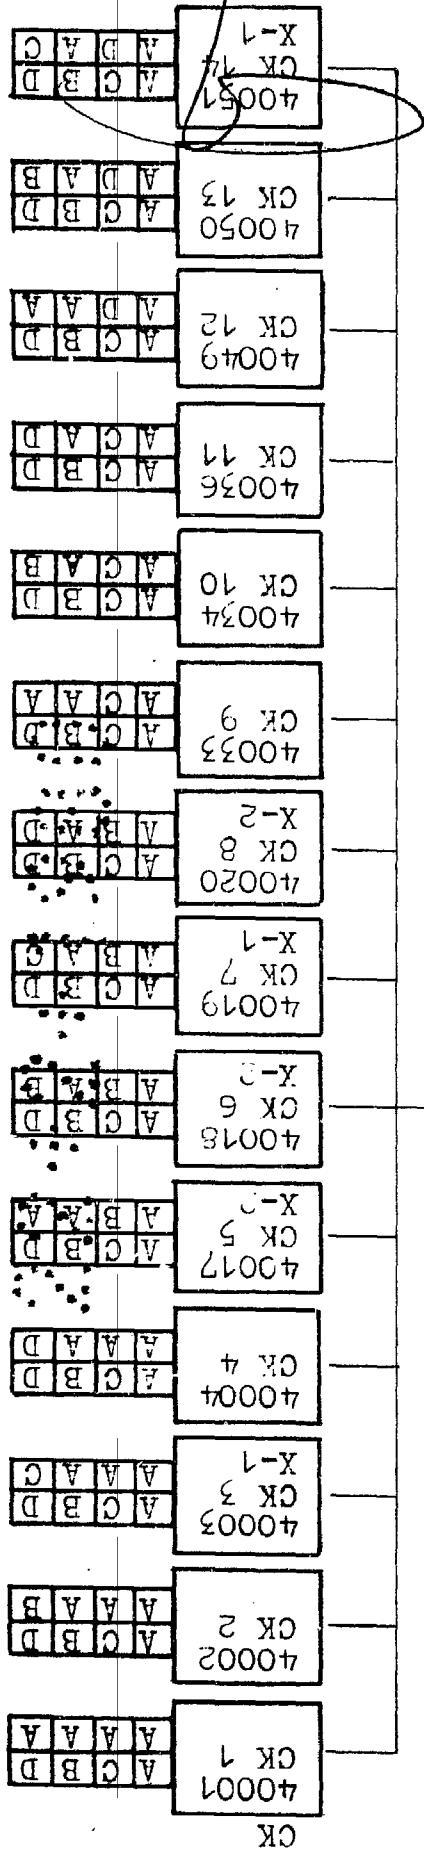 CK
40001
CK 1
A C B D
A A A A
40002
CK 2
A C B D
A A A B
40003
CK 3
X-1
A C B D
A A A C
40004
CK 4
A C B D
A A A D
40017
CK 5
A C B D
A B A A
40018
CK 6
X-2
A C B D
A B A B
40019
CK 7
X-1
A C B D
A B A C
40020
CK 8
X-2
A C B D
A B A D
40033
CK 9
A C B D
A C A A
40034
CK 10
A C B D
A C A B
40036
CK 11
A C B D
A C A D
40049
CK 12
A C B D
A D A A
40050
CK 13
A C B D
A D A B
40051
CK 14
X-1
A C B D
A D A C